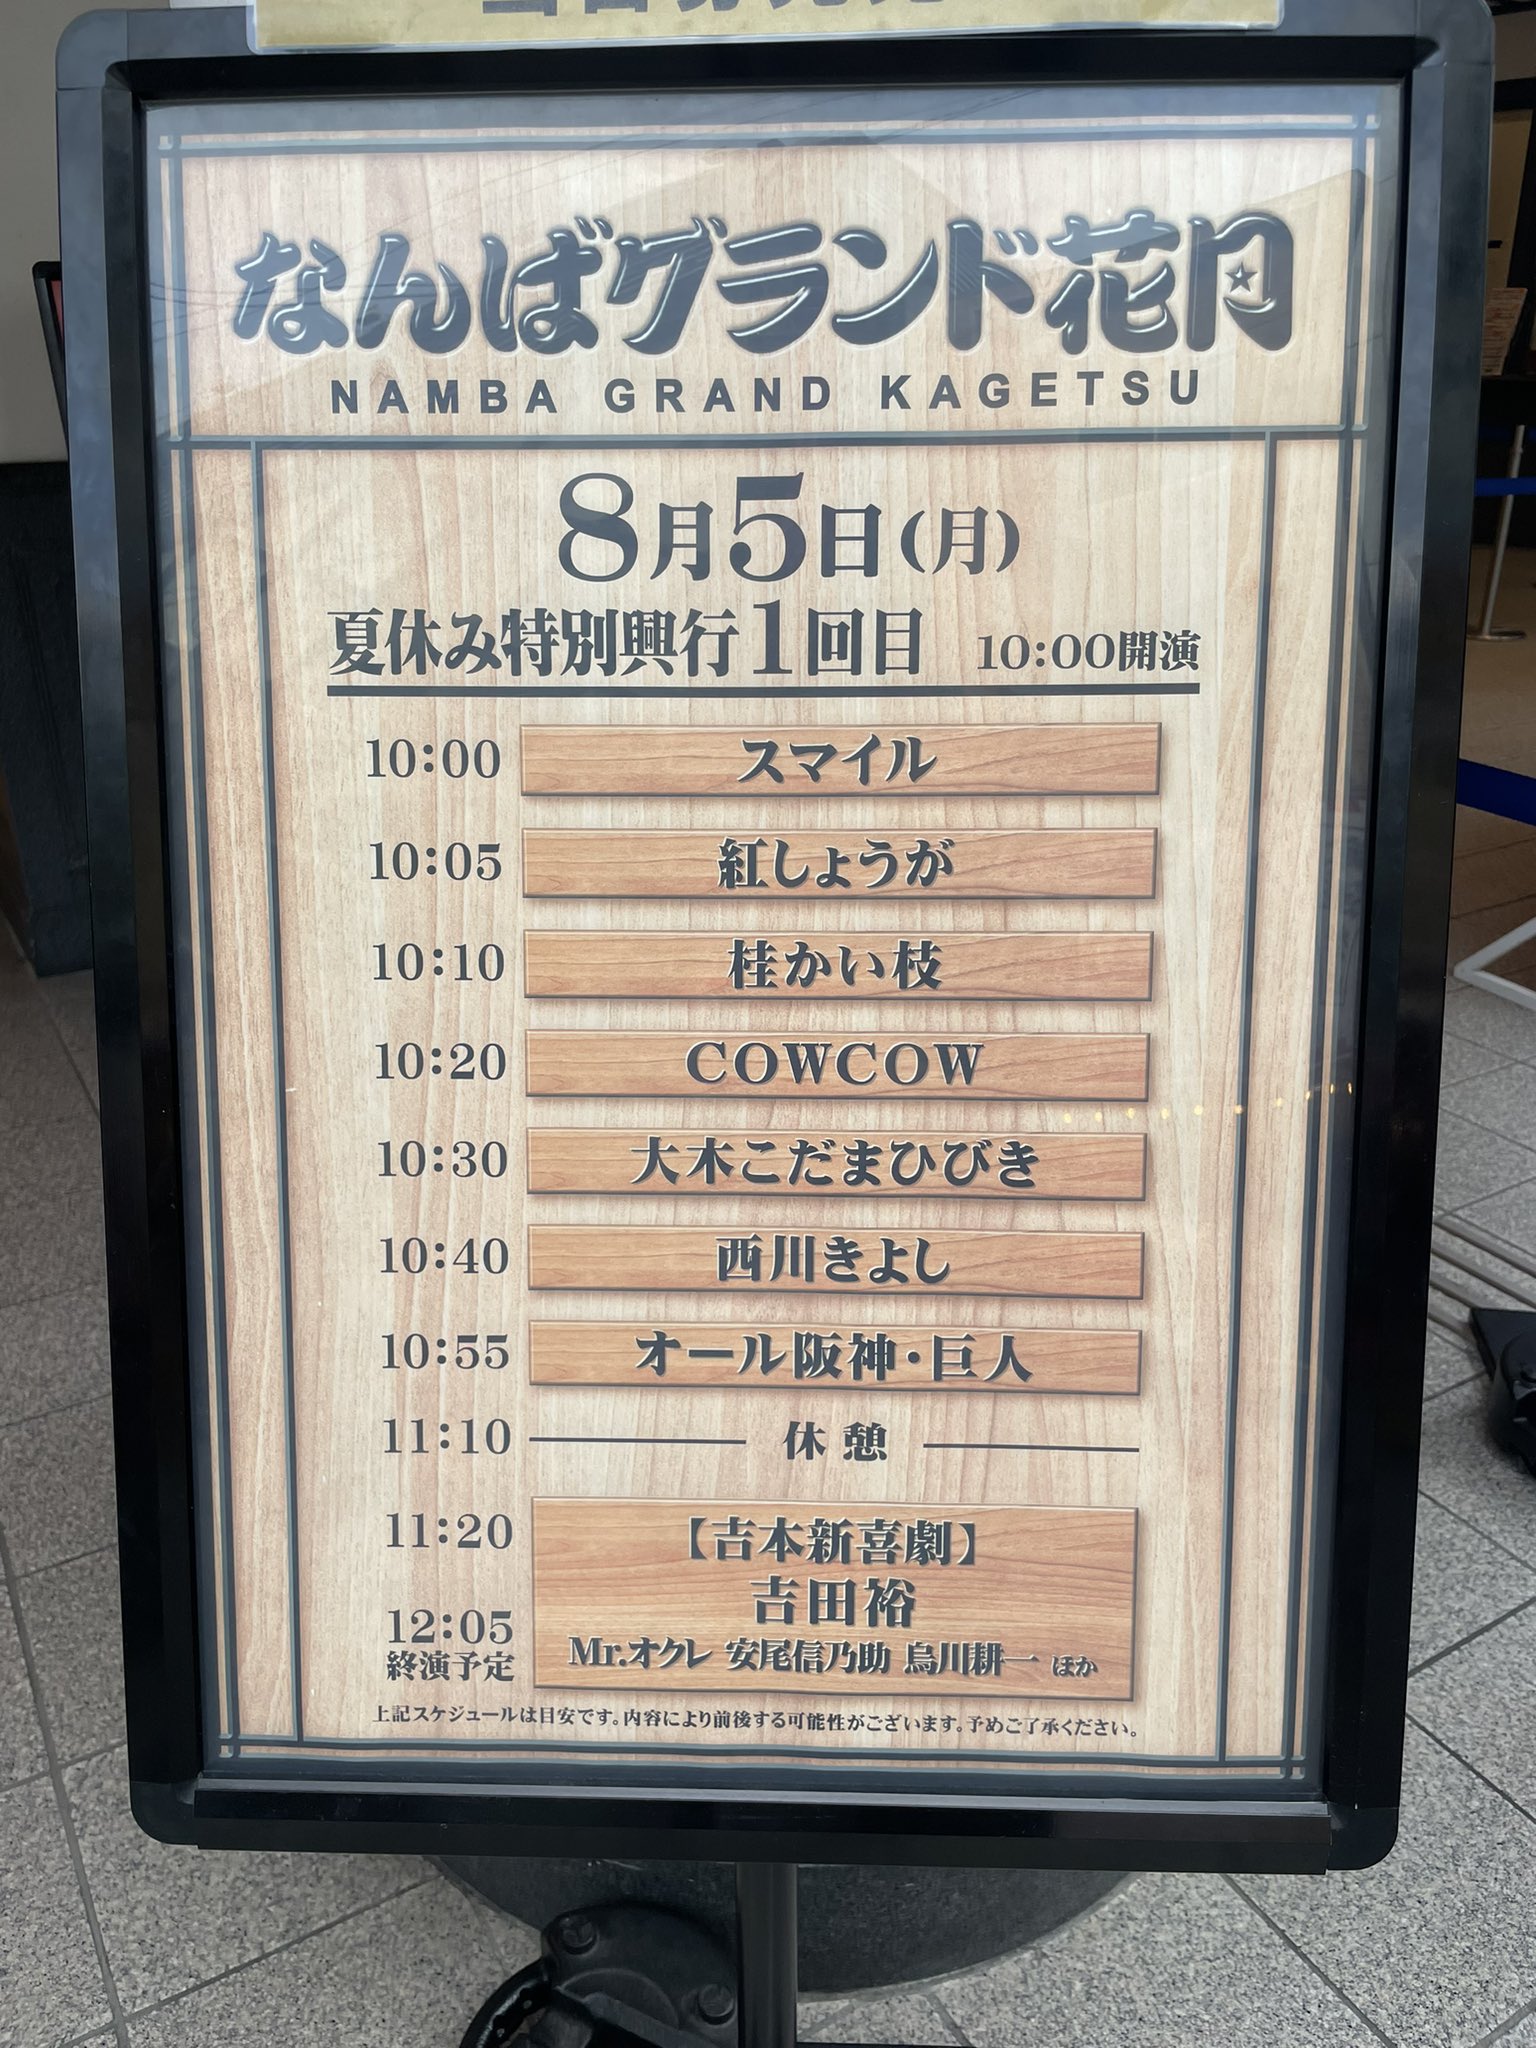 なんばグランド花月
NAMBA GRAND KAGETSU
8月5日(月)
夏休み特別興行1回目 10:00開演
10:00 スマイル
10:05 紅しょうが
10:10 桂かい枝
10:20 COWCOW
10:30 大木こだまひびき
10:40 西川きよし
10:55 オール阪神・巨人
11:10 休憩
11:20 【吉本新喜劇】
吉田裕
12:05 Mr.オクレ 安尾信乃助 烏川耕一 ほか
終演予定
上記スケジュールは目安です。内容により前後する可能性がございます。予めご了承ください。